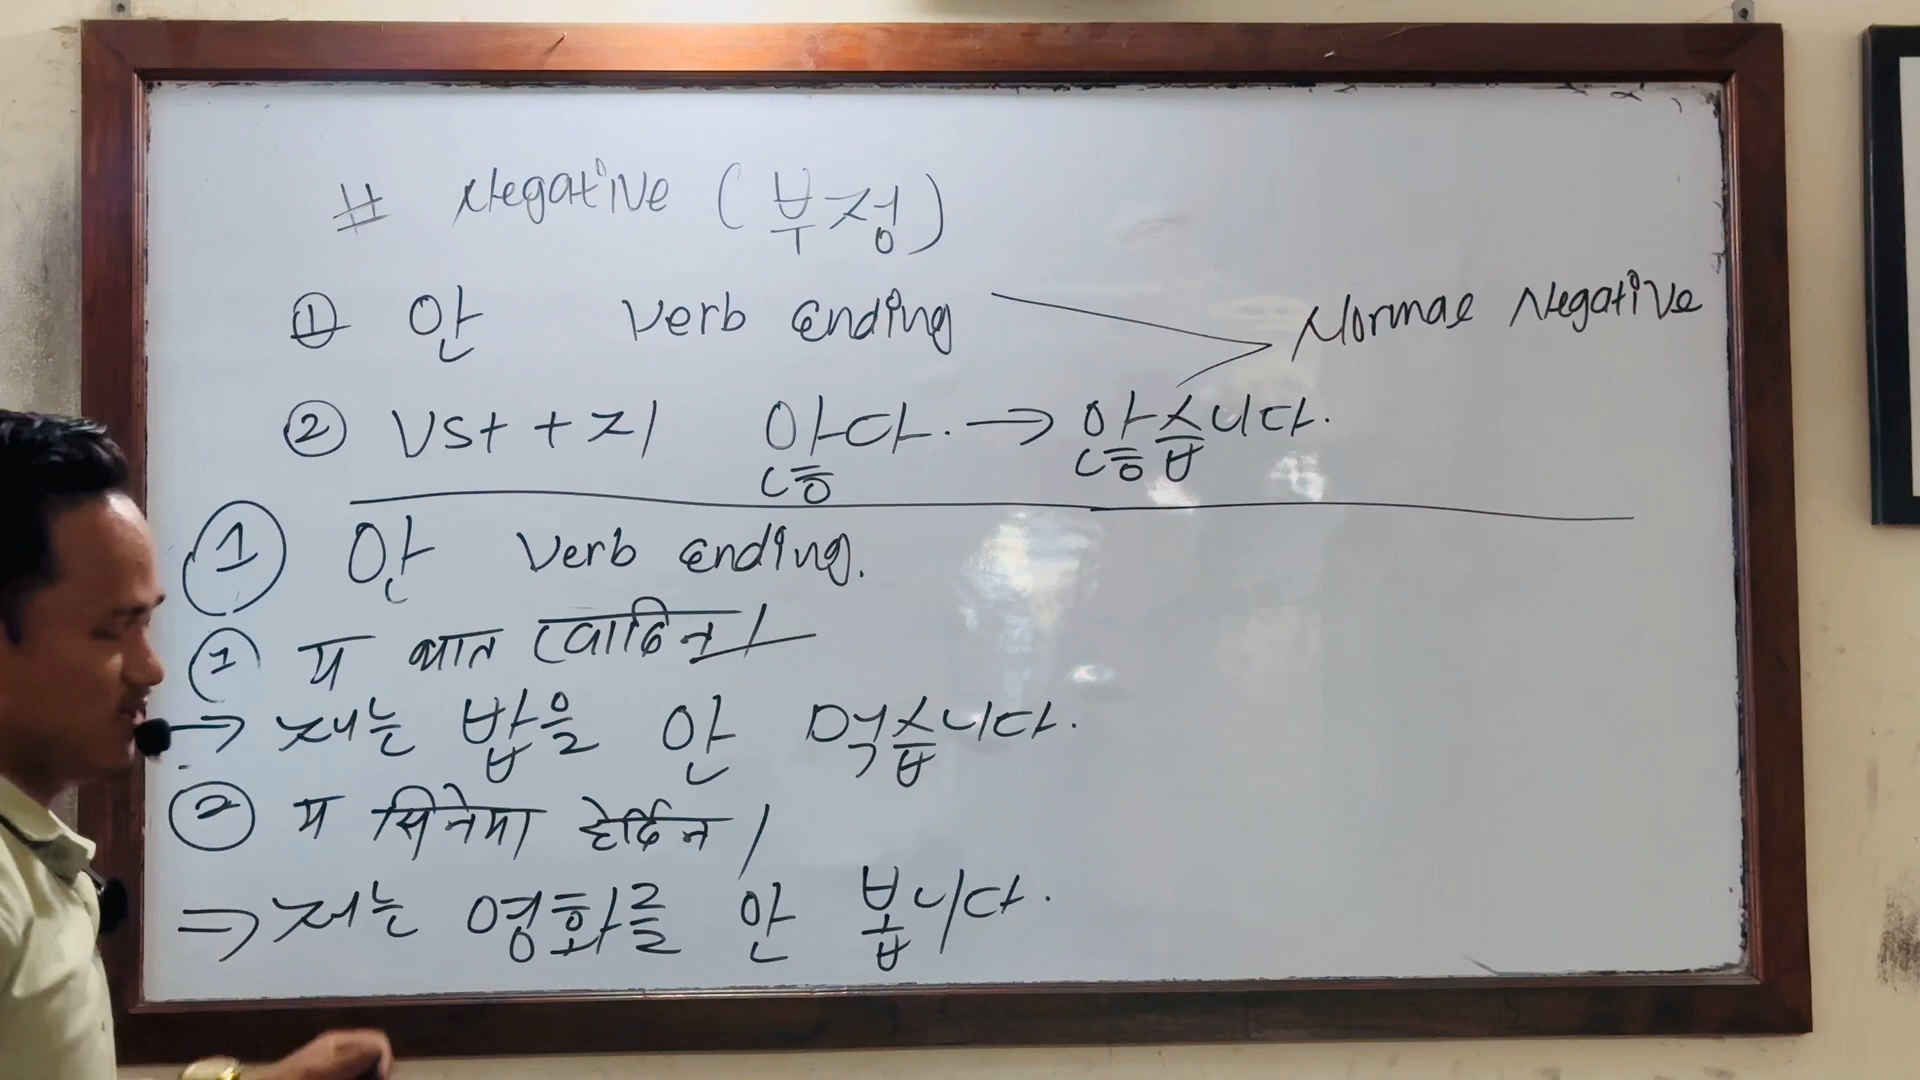 # Negative (부정)
① 안 verb ending
Normal Negative
② Vst + 지 않다. → 않습니다.
① 안 verb ending.
① म भात खादिन।
→ 저는 밥을 안 먹습니다.
② म सिनेमा हेर्दिन।
⇒ 저는 영화를 안 봅니다.